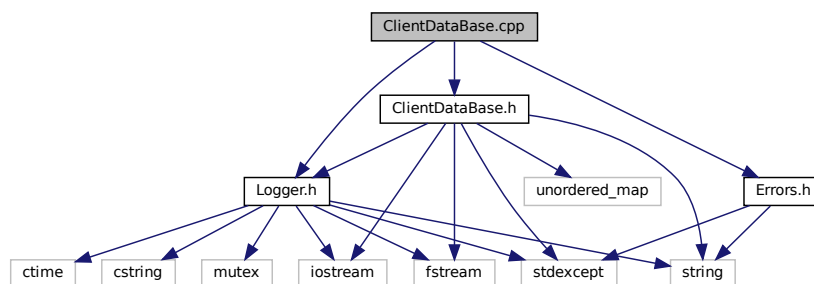 ClientDataBase.cpp
ClientDataBase.h
Logger.h
unordered_map
Errors.h
ctime
cstring
mutex
iostream
fstream
stdexcept
string